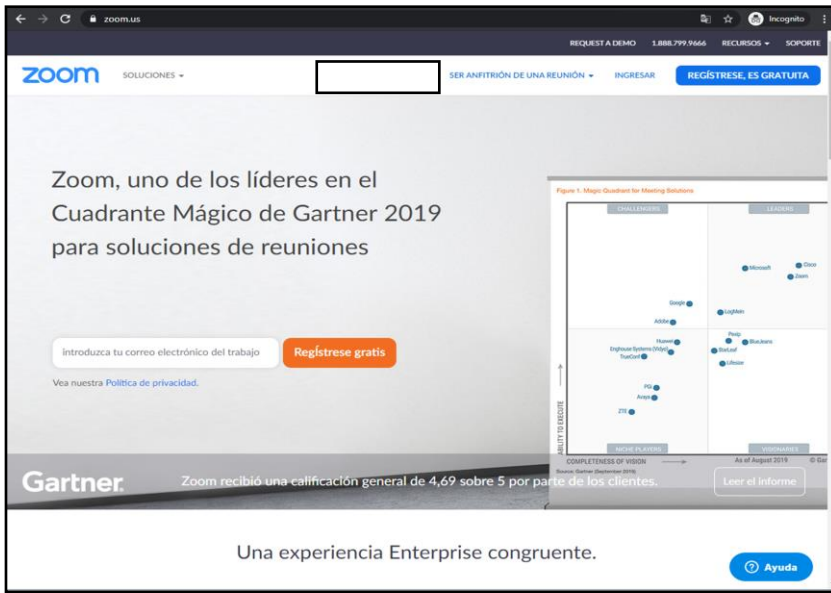 zoom.us
Incognito
REQUEST A DEMO 1.888.799.9666 RECURSOS SOPORTE
zoom SOLUCIONES SER ANFITRIÓN DE UNA REUNIÓN INGRESAR REGÍSTRESE, ES GRATUITA
Zoom, uno de los líderes en el
Cuadrante Mágico de Gartner 2019
para soluciones de reuniones
introduzca tu correo electrónico del trabajo Regístrese gratis
Vea nuestra Política de privacidad.
Figure 1. Magic Quadrant for Meeting Solutions
CHALLENGERS LEADERS
Cisco
Microsoft
Zoom
Google
LogMeIn
Adobe
Pexip
Huawei BlueJeans
Enghouse Systems (Vidyo) StarLeaf
TrueConf
Lifesize
PGi
Avaya
ZTE
ABILITY TO EXECUTE
NICHE PLAYERS VISIONARIES
COMPLETENESS OF VISION As of August 2019 © Gar
Source: Gartner (September 2019)
Gartner. Zoom recibió una calificación general de 4,69 sobre 5 por parte de los clientes. Leer el informe
Una experiencia Enterprise congruente.
Ayuda